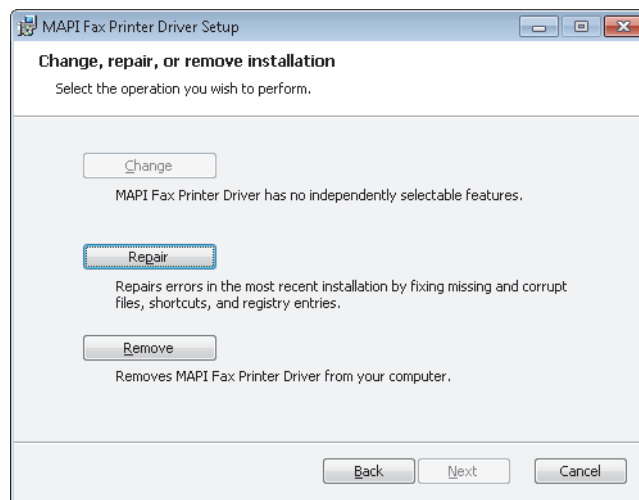 MAPI Fax Printer Driver Setup
Change, repair, or remove installation
Select the operation you wish to perform.
Change
MAPI Fax Printer Driver has no independently selectable features.
Repair
Repairs errors in the most recent installation by fixing missing and corrupt
files, shortcuts, and registry entries.
Remove
Removes MAPI Fax Printer Driver from your computer.
Back Next Cancel